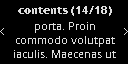 contents (14/18)
porta. Proin
< commodo volutpat >
iaculis. Maecenas ut